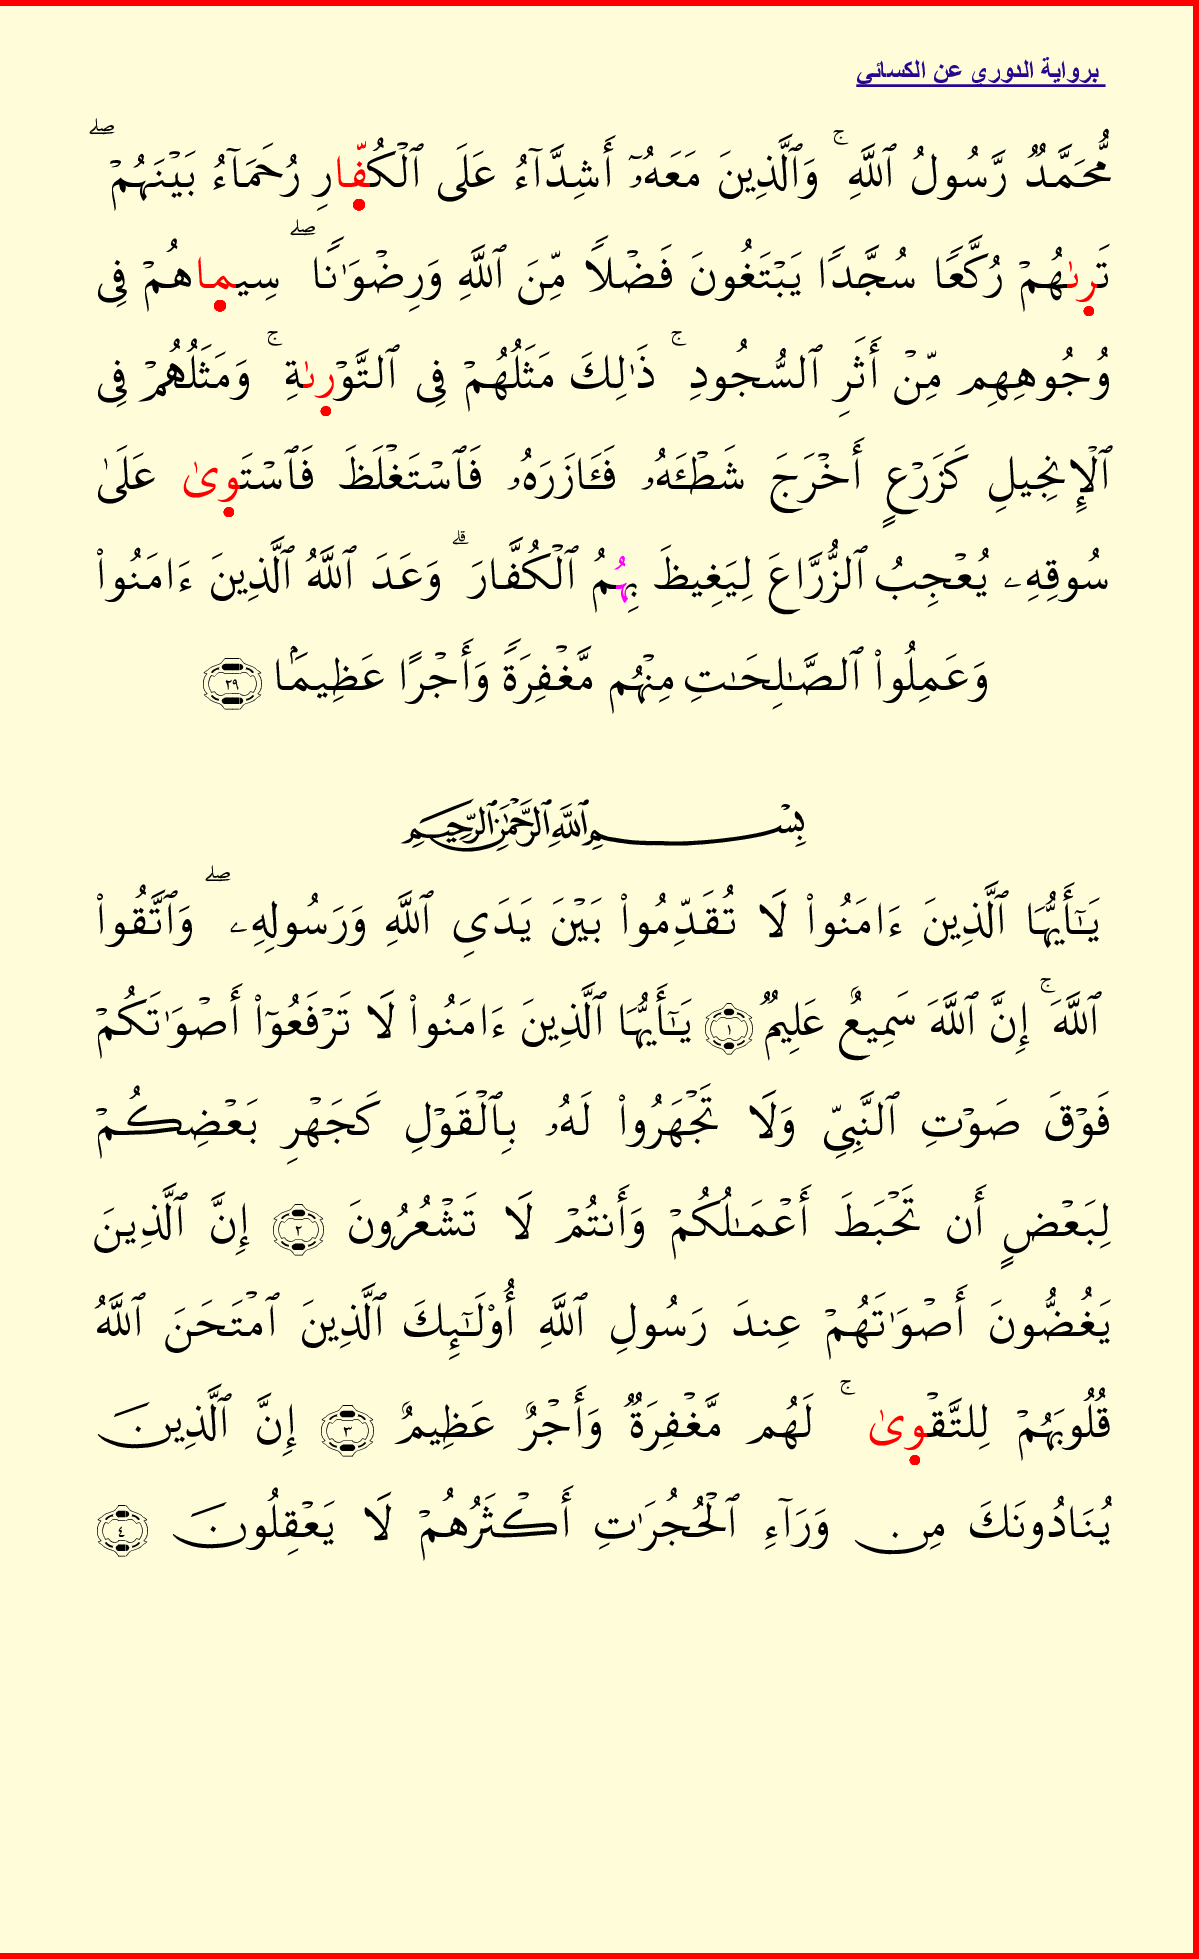 برواية الدوري عن الكسائي
مُّحَمَّدٌ رَّسُولُ ٱللَّهِۚ وَٱلَّذِينَ مَعَهُۥٓ أَشِدَّآءُ عَلَى ٱلۡكُفّارِ رُحَمَآءُ بَيۡنَهُمۡۖ
تَرِىٰهُمۡ رُكَّعٗا سُجَّدٗا يَبۡتَغُونَ فَضۡلٗا مِّنَ ٱللَّهِ وَرِضۡوَٰنٗاۖ سِيماهُمۡ فِي
وُجُوهِهِم مِّنۡ أَثَرِ ٱلسُّجُودِۚ ذَٰلِكَ مَثَلُهُمۡ فِي ٱلتَّوۡرِىٰةِۚ وَمَثَلُهُمۡ فِي
ٱلۡإِنجِيلِ كَزَرۡعٍ أَخۡرَجَ شَطۡـَٔهُۥ فَـَٔازَرَهُۥ فَٱسۡتَغۡلَظَ فَٱسۡتَوِىٰ عَلَىٰ
سُوقِهِۦ يُعۡجِبُ ٱلزُّرَّاعَ لِيَغِيظَ بِهُمُ ٱلۡكُفَّارَۗ وَعَدَ ٱللَّهُ ٱلَّذِينَ ءَامَنُواْ
وَعَمِلُواْ ٱلصَّـٰلِحَـٰتِ مِنۡهُم مَّغۡفِرَةٗ وَأَجۡرًا عَظِيمَۢا ٢٩
بِسۡمِ ٱللَّهِ ٱلرَّحۡمَٰنِ ٱلرَّحِيمِ
يَـٰٓأَيُّهَا ٱلَّذِينَ ءَامَنُواْ لَا تُقَدِّمُواْ بَيۡنَ يَدَيِ ٱللَّهِ وَرَسُولِهِۦۖ وَٱتَّقُواْ
ٱللَّهَۚ إِنَّ ٱللَّهَ سَمِيعٌ عَلِيمٞ ١ يَـٰٓأَيُّهَا ٱلَّذِينَ ءَامَنُواْ لَا تَرۡفَعُوٓاْ أَصۡوَٰتَكُمۡ
فَوۡقَ صَوۡتِ ٱلنَّبِيِّ وَلَا تَجۡهَرُواْ لَهُۥ بِٱلۡقَوۡلِ كَجَهۡرِ بَعۡضِكُمۡ
لِبَعۡضٍ أَن تَحۡبَطَ أَعۡمَـٰلُكُمۡ وَأَنتُمۡ لَا تَشۡعُرُونَ ٢ إِنَّ ٱلَّذِينَ
يَغُضُّونَ أَصۡوَٰتَهُمۡ عِندَ رَسُولِ ٱللَّهِ أُوْلَـٰٓئِكَ ٱلَّذِينَ ٱمۡتَحَنَ ٱللَّهُ
قُلُوبَهُمۡ لِلتَّقۡوِىٰۚ لَهُم مَّغۡفِرَةٞ وَأَجۡرٌ عَظِيمٌ ٣ إِنَّ ٱلَّذِينَ
يُنَادُونَكَ مِن وَرَآءِ ٱلۡحُجُرَٰتِ أَكۡثَرُهُمۡ لَا يَعۡقِلُونَ ٤